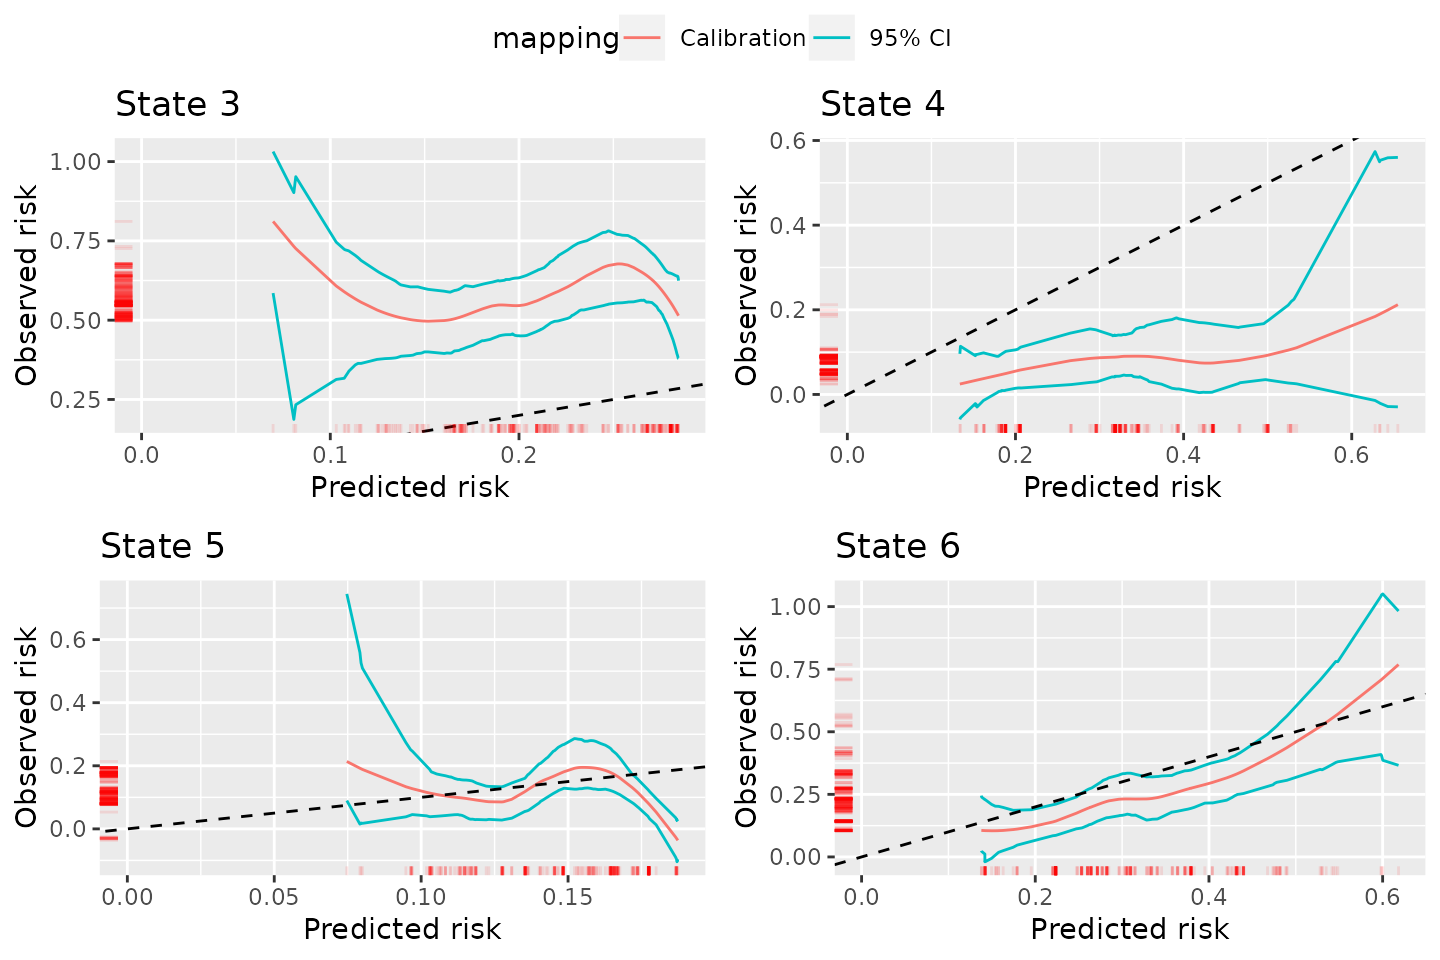 mapping Calibration 95% CI
State 3
State 4
Observed risk
1.00
0.75
0.50
0.25
0.0 0.1 0.2
Predicted risk
Observed risk
0.6
0.4
0.2
0.0
0.0 0.2 0.4 0.6
Predicted risk
State 5
State 6
Observed risk
0.6
0.4
0.2
0.0
0.00 0.05 0.10 0.15
Predicted risk
Observed risk
1.00
0.75
0.50
0.25
0.00
0.0 0.2 0.4 0.6
Predicted risk